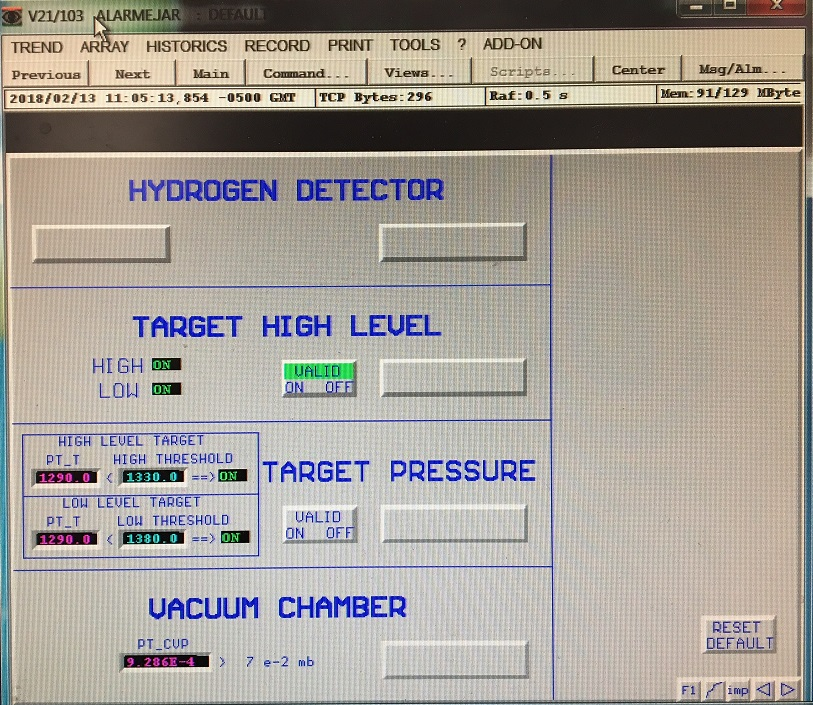 V21/103 ALARMEJAR : DEFAULT
TREND ARRAY HISTORICS RECORD PRINT TOOLS ? ADD-ON
Previous Next Main Command... Views... Scripts... Center Msg/Alm...
2018/02/13 11:05:13,854 -0500 GMT TCP Bytes:296 Raf:0.5 s Mem:91/129 MByte
HYDROGEN DETECTOR
TARGET HIGH LEVEL
HIGH ON
LOW ON
VALID
ON OFF
HIGH LEVEL TARGET
PT_T HIGH THRESHOLD
1290.0 < 1330.0 ==> ON
LOW LEVEL TARGET
PT_T LOW THRESHOLD
1290.0 < 1380.0 ==> ON
TARGET PRESSURE
VALID
ON OFF
VACUUM CHAMBER
PT_CVP
9.286E-4 > 7 e-2 mb
RESET
DEFAULT
F1 imp